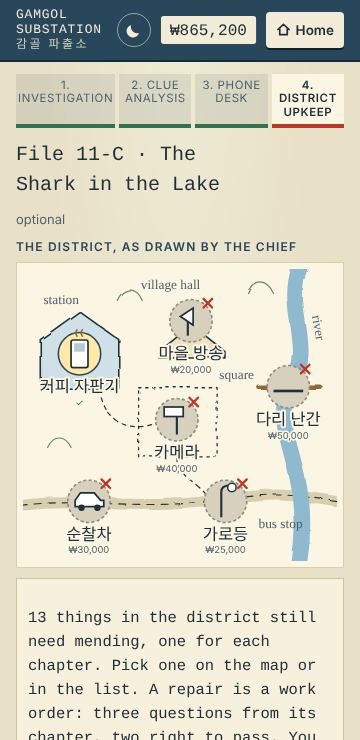 GAMGOL
SUBSTATION
감골 파출소
₩865,200
Home
1. INVESTIGATION
2. CLUE ANALYSIS
3. PHONE DESK
4. DISTRICT UPKEEP
File 11-C · The
Shark in the Lake
optional
THE DISTRICT, AS DRAWN BY THE CHIEF
village hall
station
river
마을 방송
₩20,000
커피 자판기
square
다리 난간
₩50,000
카메라
₩40,000
bus stop
순찰차
₩30,000
가로등
₩25,000
13 things in the district still
need mending, one for each
chapter. Pick one on the map or
in the list. A repair is a work
order: three questions from its
chapter, two right to pass. You